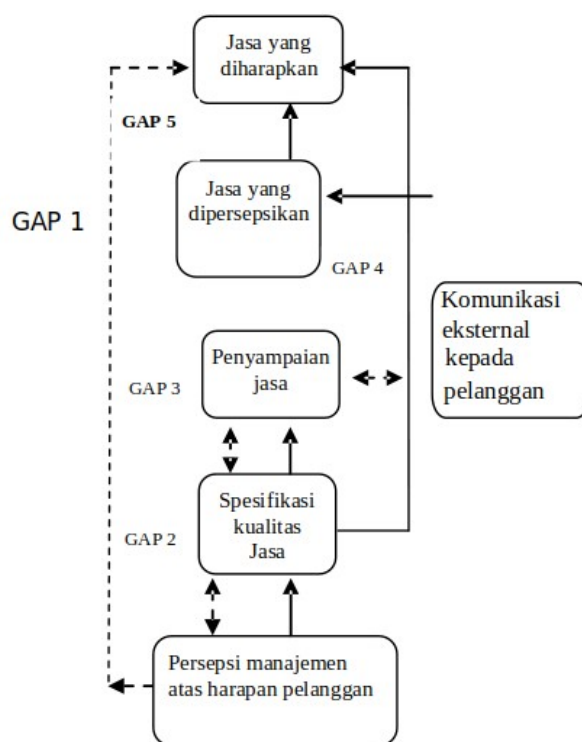 Jasa yang
diharapkan
GAP 5
Jasa yang
dipersepsikan
GAP 1
GAP 4
Komunikasi
eksternal
kepada
pelanggan
Penyampaian
jasa
GAP 3
Spesifikasi
kualitas
Jasa
GAP 2
Persepsi manajemen
atas harapan pelanggan